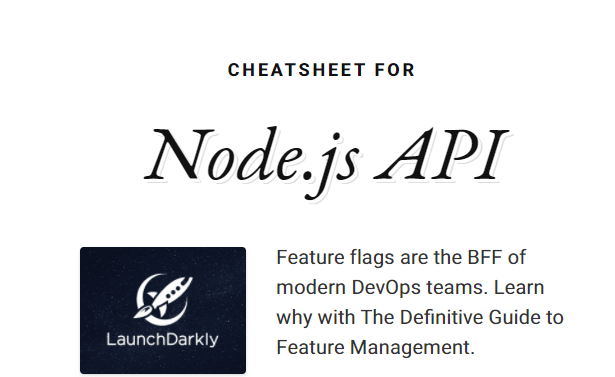 CHEATSHEET FOR
Node.js API
LaunchDarkly
Feature flags are the BFF of
modern DevOps teams. Learn
why with The Definitive Guide to
Feature Management.